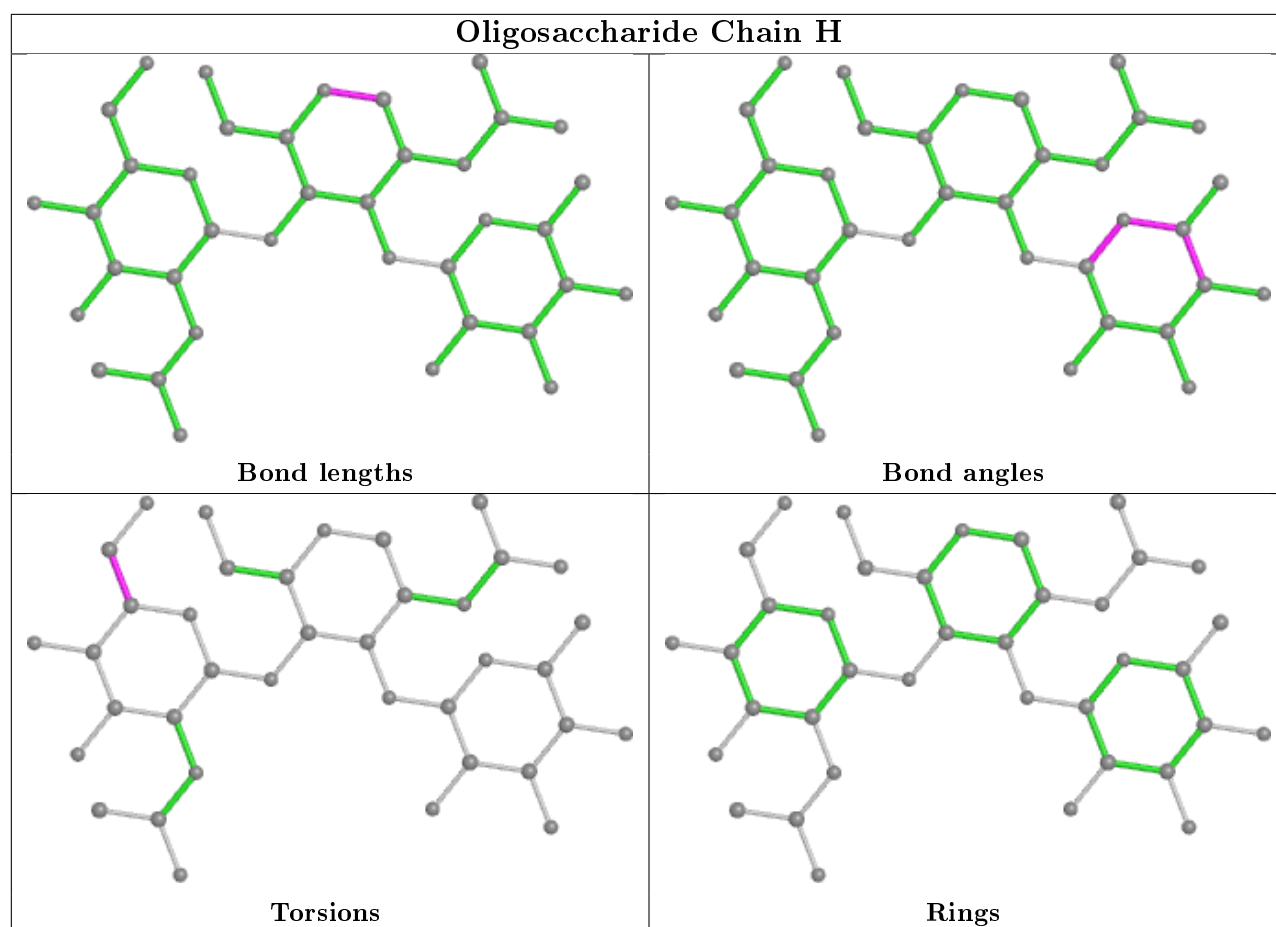 Oligosaccharide Chain H
Bond lengths
Bond angles
Torsions
Rings